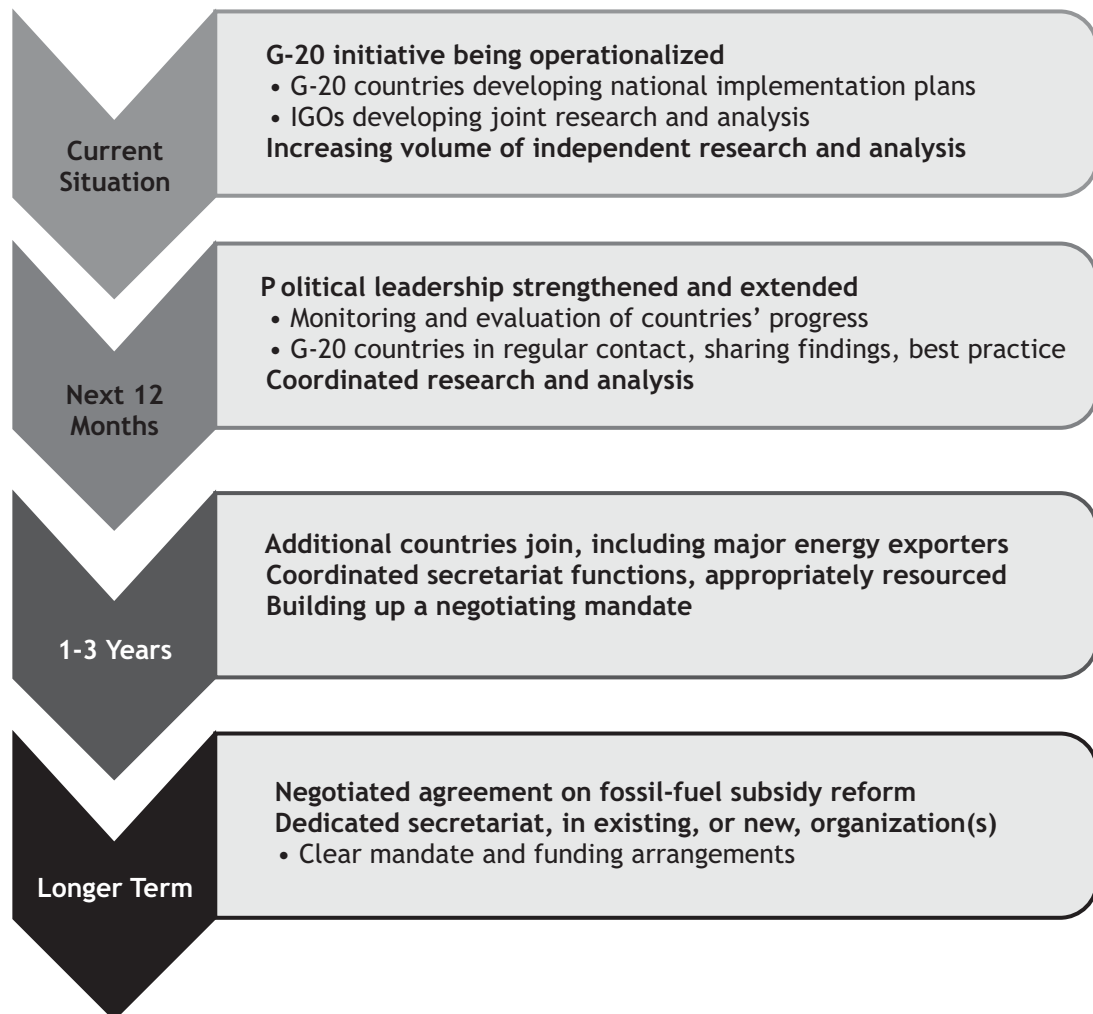 Current
Situation
G-20 initiative being operationalized
• G-20 countries developing national implementation plans
• IGOs developing joint research and analysis
Increasing volume of independent research and analysis
Next 12
Months
Political leadership strengthened and extended
• Monitoring and evaluation of countries’ progress
• G-20 countries in regular contact, sharing findings, best practice
Coordinated research and analysis
1-3 Years
Additional countries join, including major energy exporters
Coordinated secretariat functions, appropriately resourced
Building up a negotiating mandate
Longer Term
Negotiated agreement on fossil-fuel subsidy reform
Dedicated secretariat, in existing, or new, organization(s)
• Clear mandate and funding arrangements